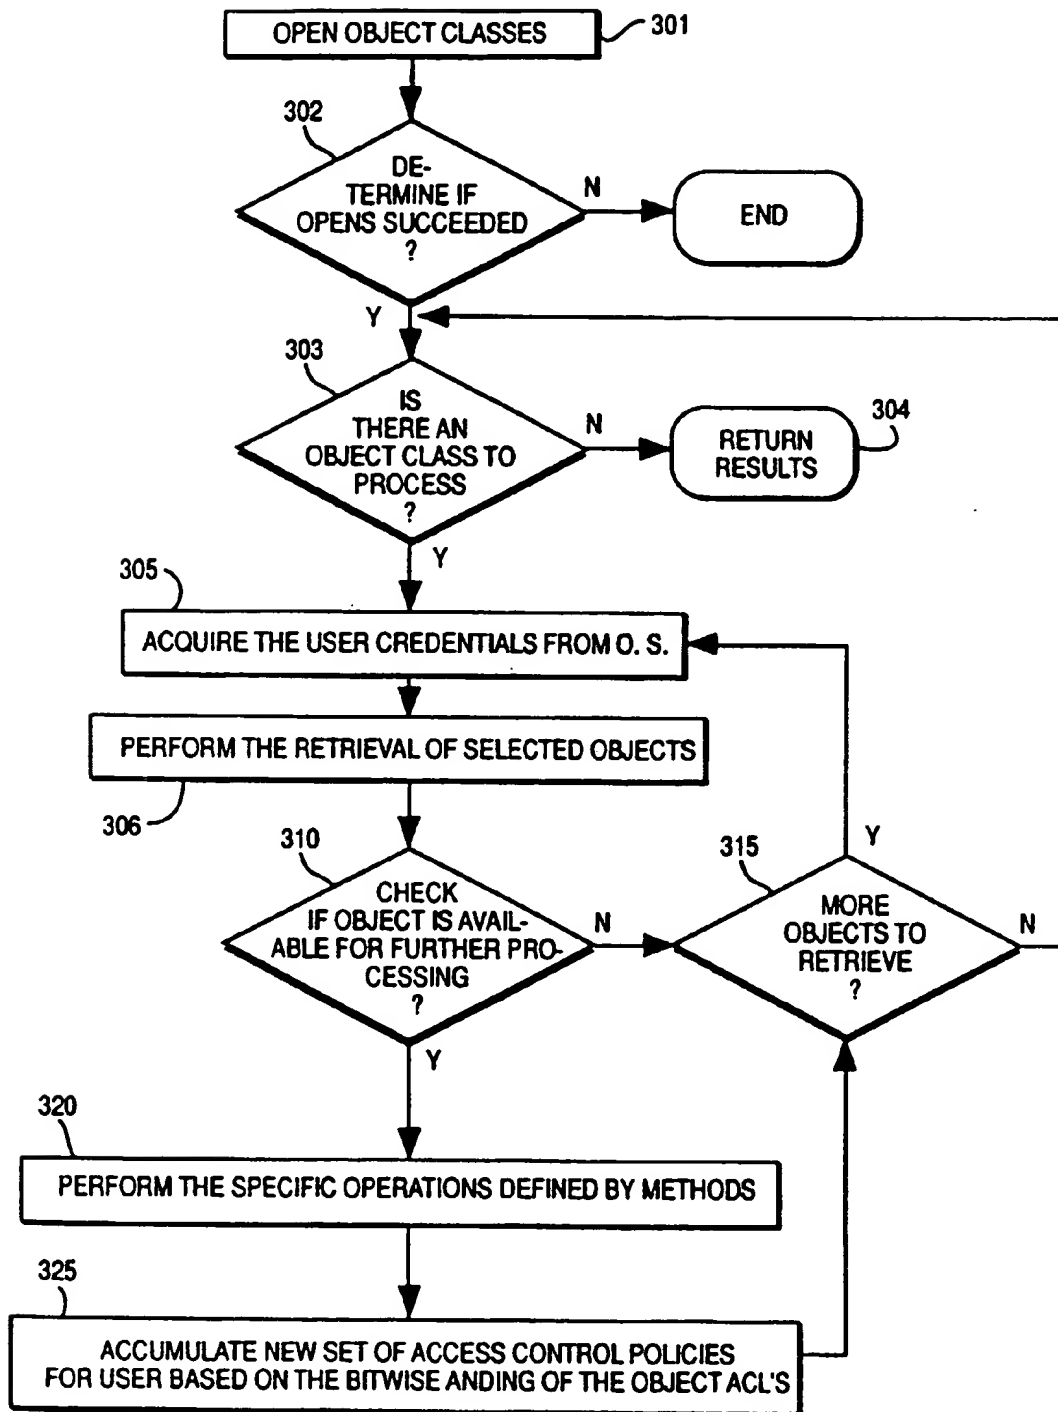 OPEN OBJECT CLASSES
301
302
DE-
TERMINE IF
OPENS SUCCEEDED
?
N
END
Y
303
IS
THERE AN
OBJECT CLASS TO
PROCESS
?
N
RETURN
RESULTS
304
Y
305
ACQUIRE THE USER CREDENTIALS FROM O. S.
PERFORM THE RETRIEVAL OF SELECTED OBJECTS
306
310
CHECK
IF OBJECT IS AVAIL-
ABLE FOR FURTHER PRO-
CESSING
?
N
Y
315
MORE
OBJECTS TO
RETRIEVE
?
Y
N
320
PERFORM THE SPECIFIC OPERATIONS DEFINED BY METHODS
325
ACCUMULATE NEW SET OF ACCESS CONTROL POLICIES
FOR USER BASED ON THE BITWISE ANDING OF THE OBJECT ACL'S